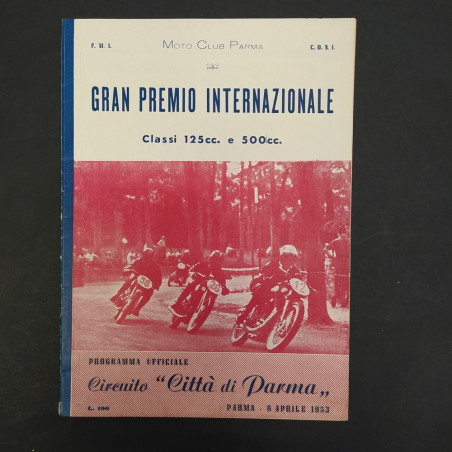 F. M. I. MOTO CLUB PARMA C. O. N. I.
GRAN PREMIO INTERNAZIONALE
Classi 125cc. e 500cc.
PROGRAMMA UFFICIALE
Circuito “Città di Parma„
L. 100 PARMA - 6 APRILE 1953